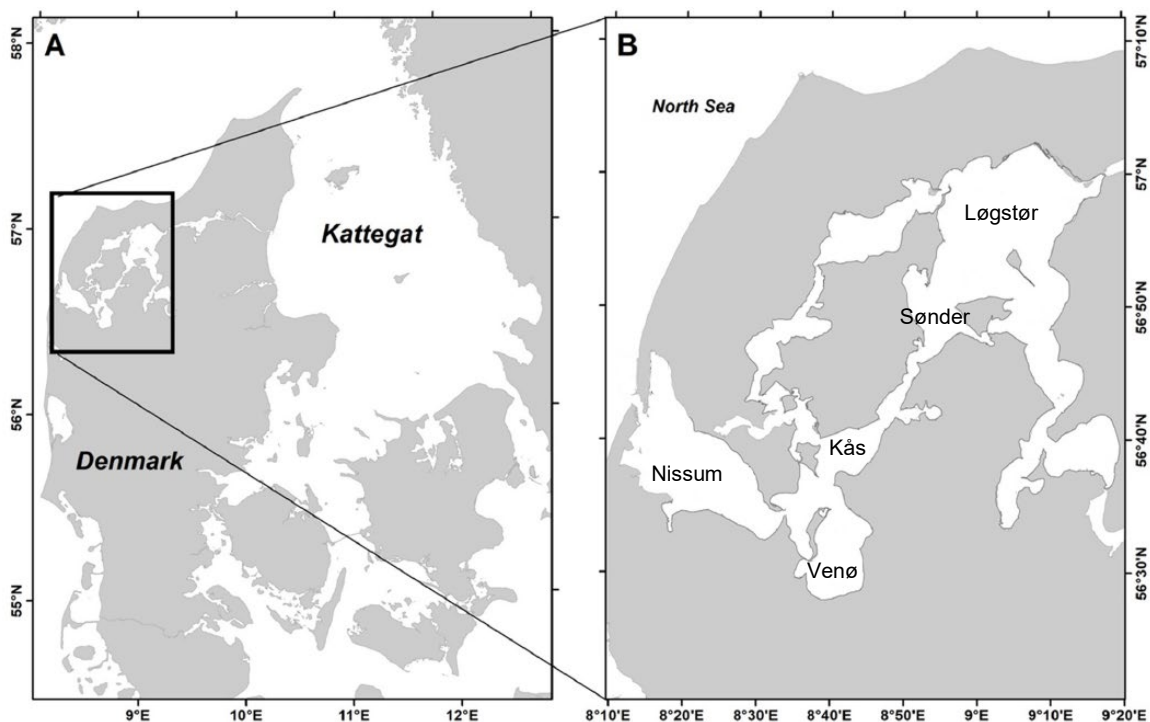 A
58°N
57°N
56°N
55°N
Kattegat
Denmark
9°E
10°E
11°E
12°E
B
North Sea
Løgstør
Sønder
Kås
Nissum
Venø
57°10'N
57°N
56°50'N
56°40'N
56°30'N
8°10'E
8°20'E
8°30'E
8°40'E
8°50'E
9°E
9°10'E
9°20'E